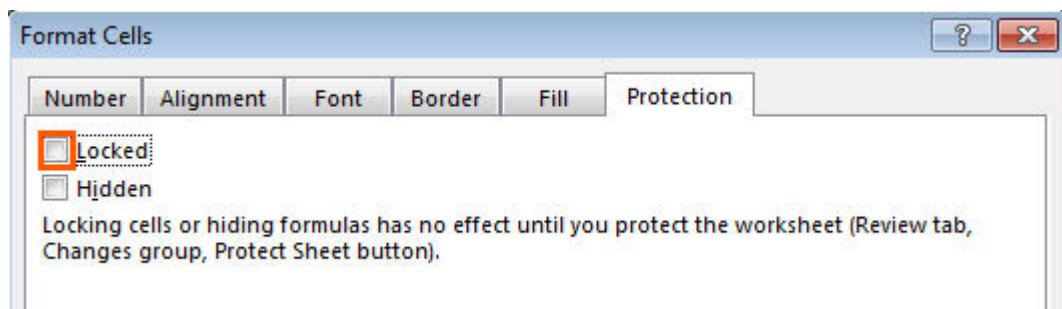 Format Cells
?
Number Alignment Font Border Fill Protection
Locked
Hidden
Locking cells or hiding formulas has no effect until you protect the worksheet (Review tab,
Changes group, Protect Sheet button).